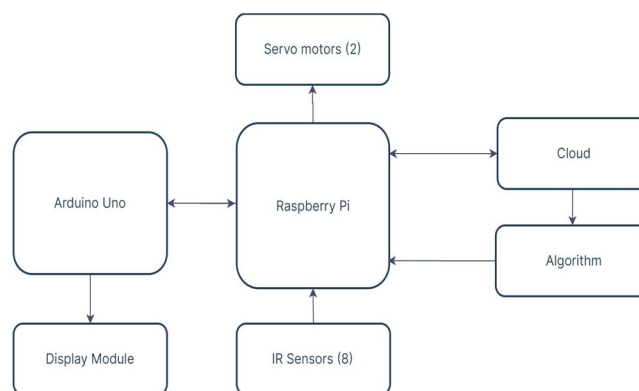 Servo motors (2)
Cloud
Arduino Uno
Raspberry Pi
Algorithm
Display Module
IR Sensors (8)